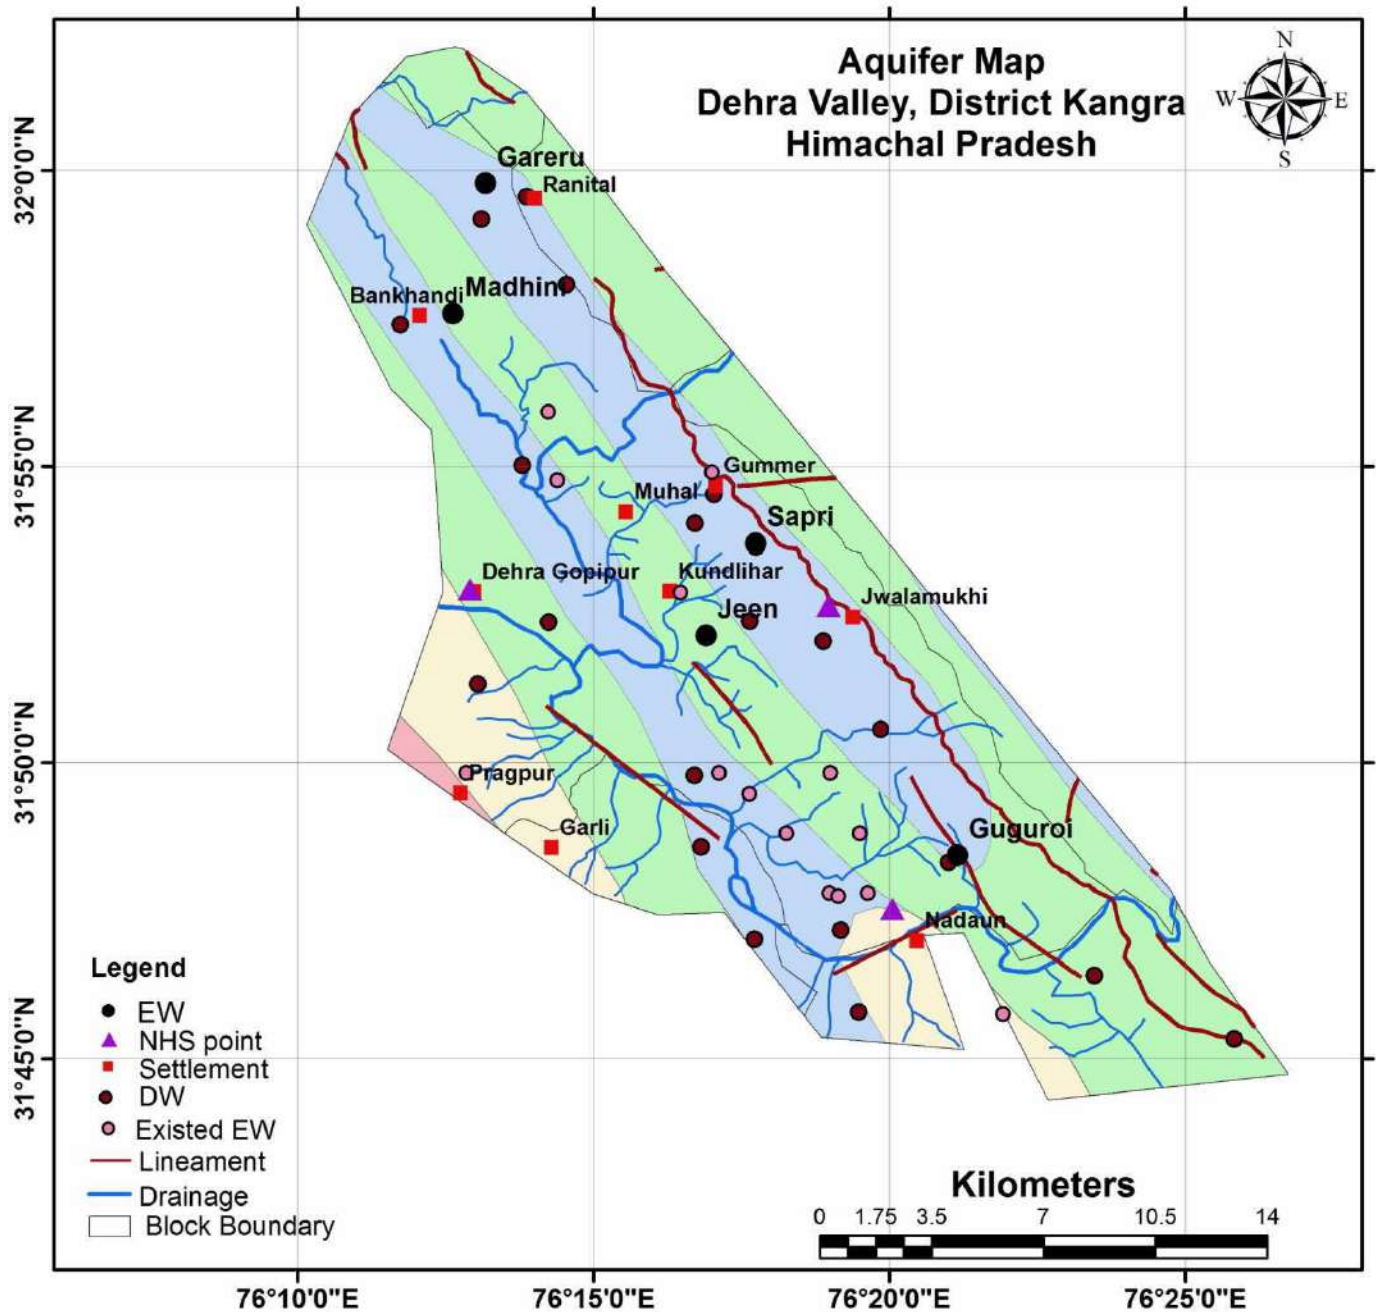 Aquifer Map
Dehra Valley, District Kangra
Himachal Pradesh
N
W
E
S
32°0'0"N
31°55'0"N
31°50'0"N
31°45'0"N
Gareru
Ranital
Madhini
Bankhandi
Gummer
Muhal
Sapri
Dehra Gopipur
Kundlihar
Jwalamukhi
Jeen
Pragpur
Garli
Guguroi
Nadaun
Legend
EW
NHS point
Settlement
DW
Existed EW
Lineament
Drainage
Block Boundary
Kilometers
0 1.75 3.5 7 10.5 14
76°10'0"E 76°15'0"E 76°20'0"E 76°25'0"E